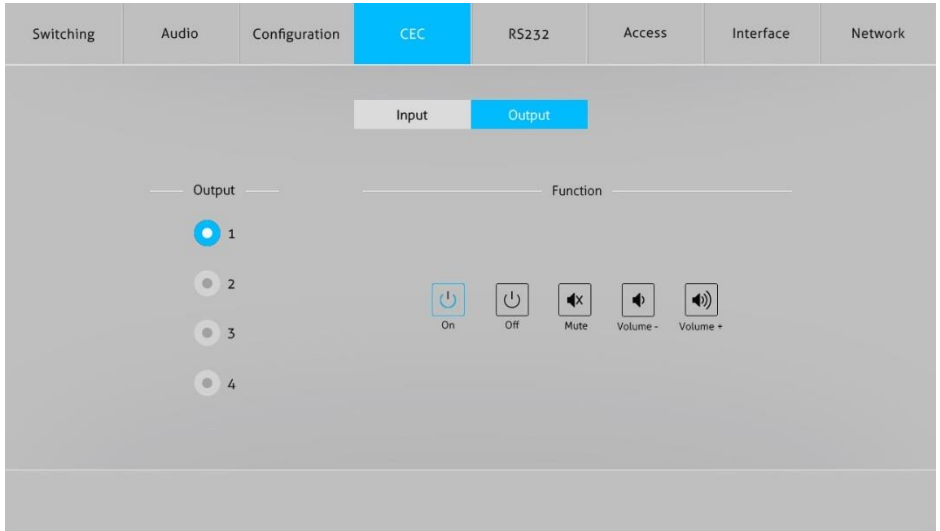 Switching Audio Configuration CEC RS232 Access Interface Network
Input Output
Output Function
1
2
3
4
On Off Mute Volume - Volume +